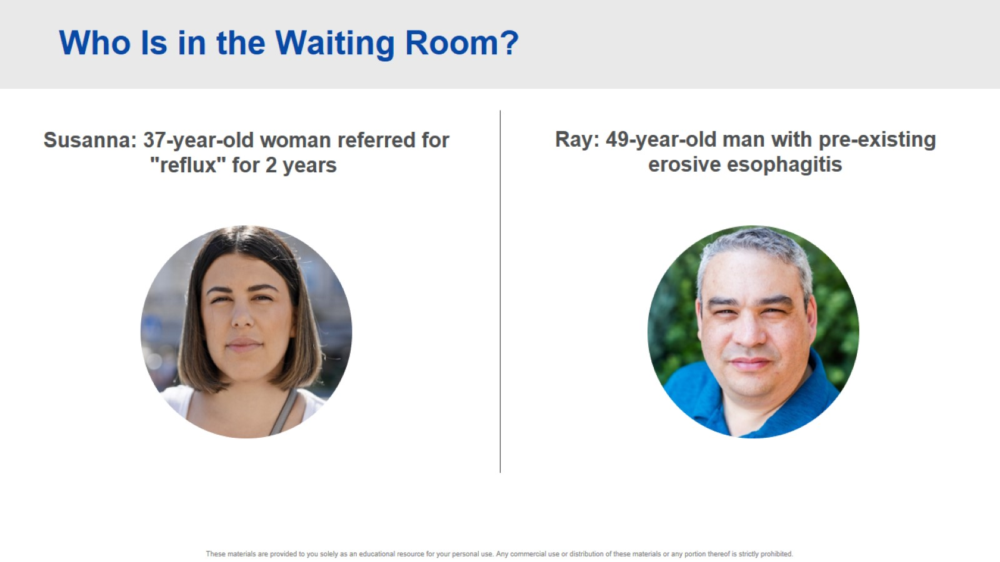 Who Is in the Waiting Room?
Susanna: 37-year-old woman referred for
"reflux" for 2 years
Ray: 49-year-old man with pre-existing
erosive esophagitis
These materials are provided to you solely as an educational resource for your personal use. Any commercial use or distribution of these materials or any portion thereof is strictly prohibited.